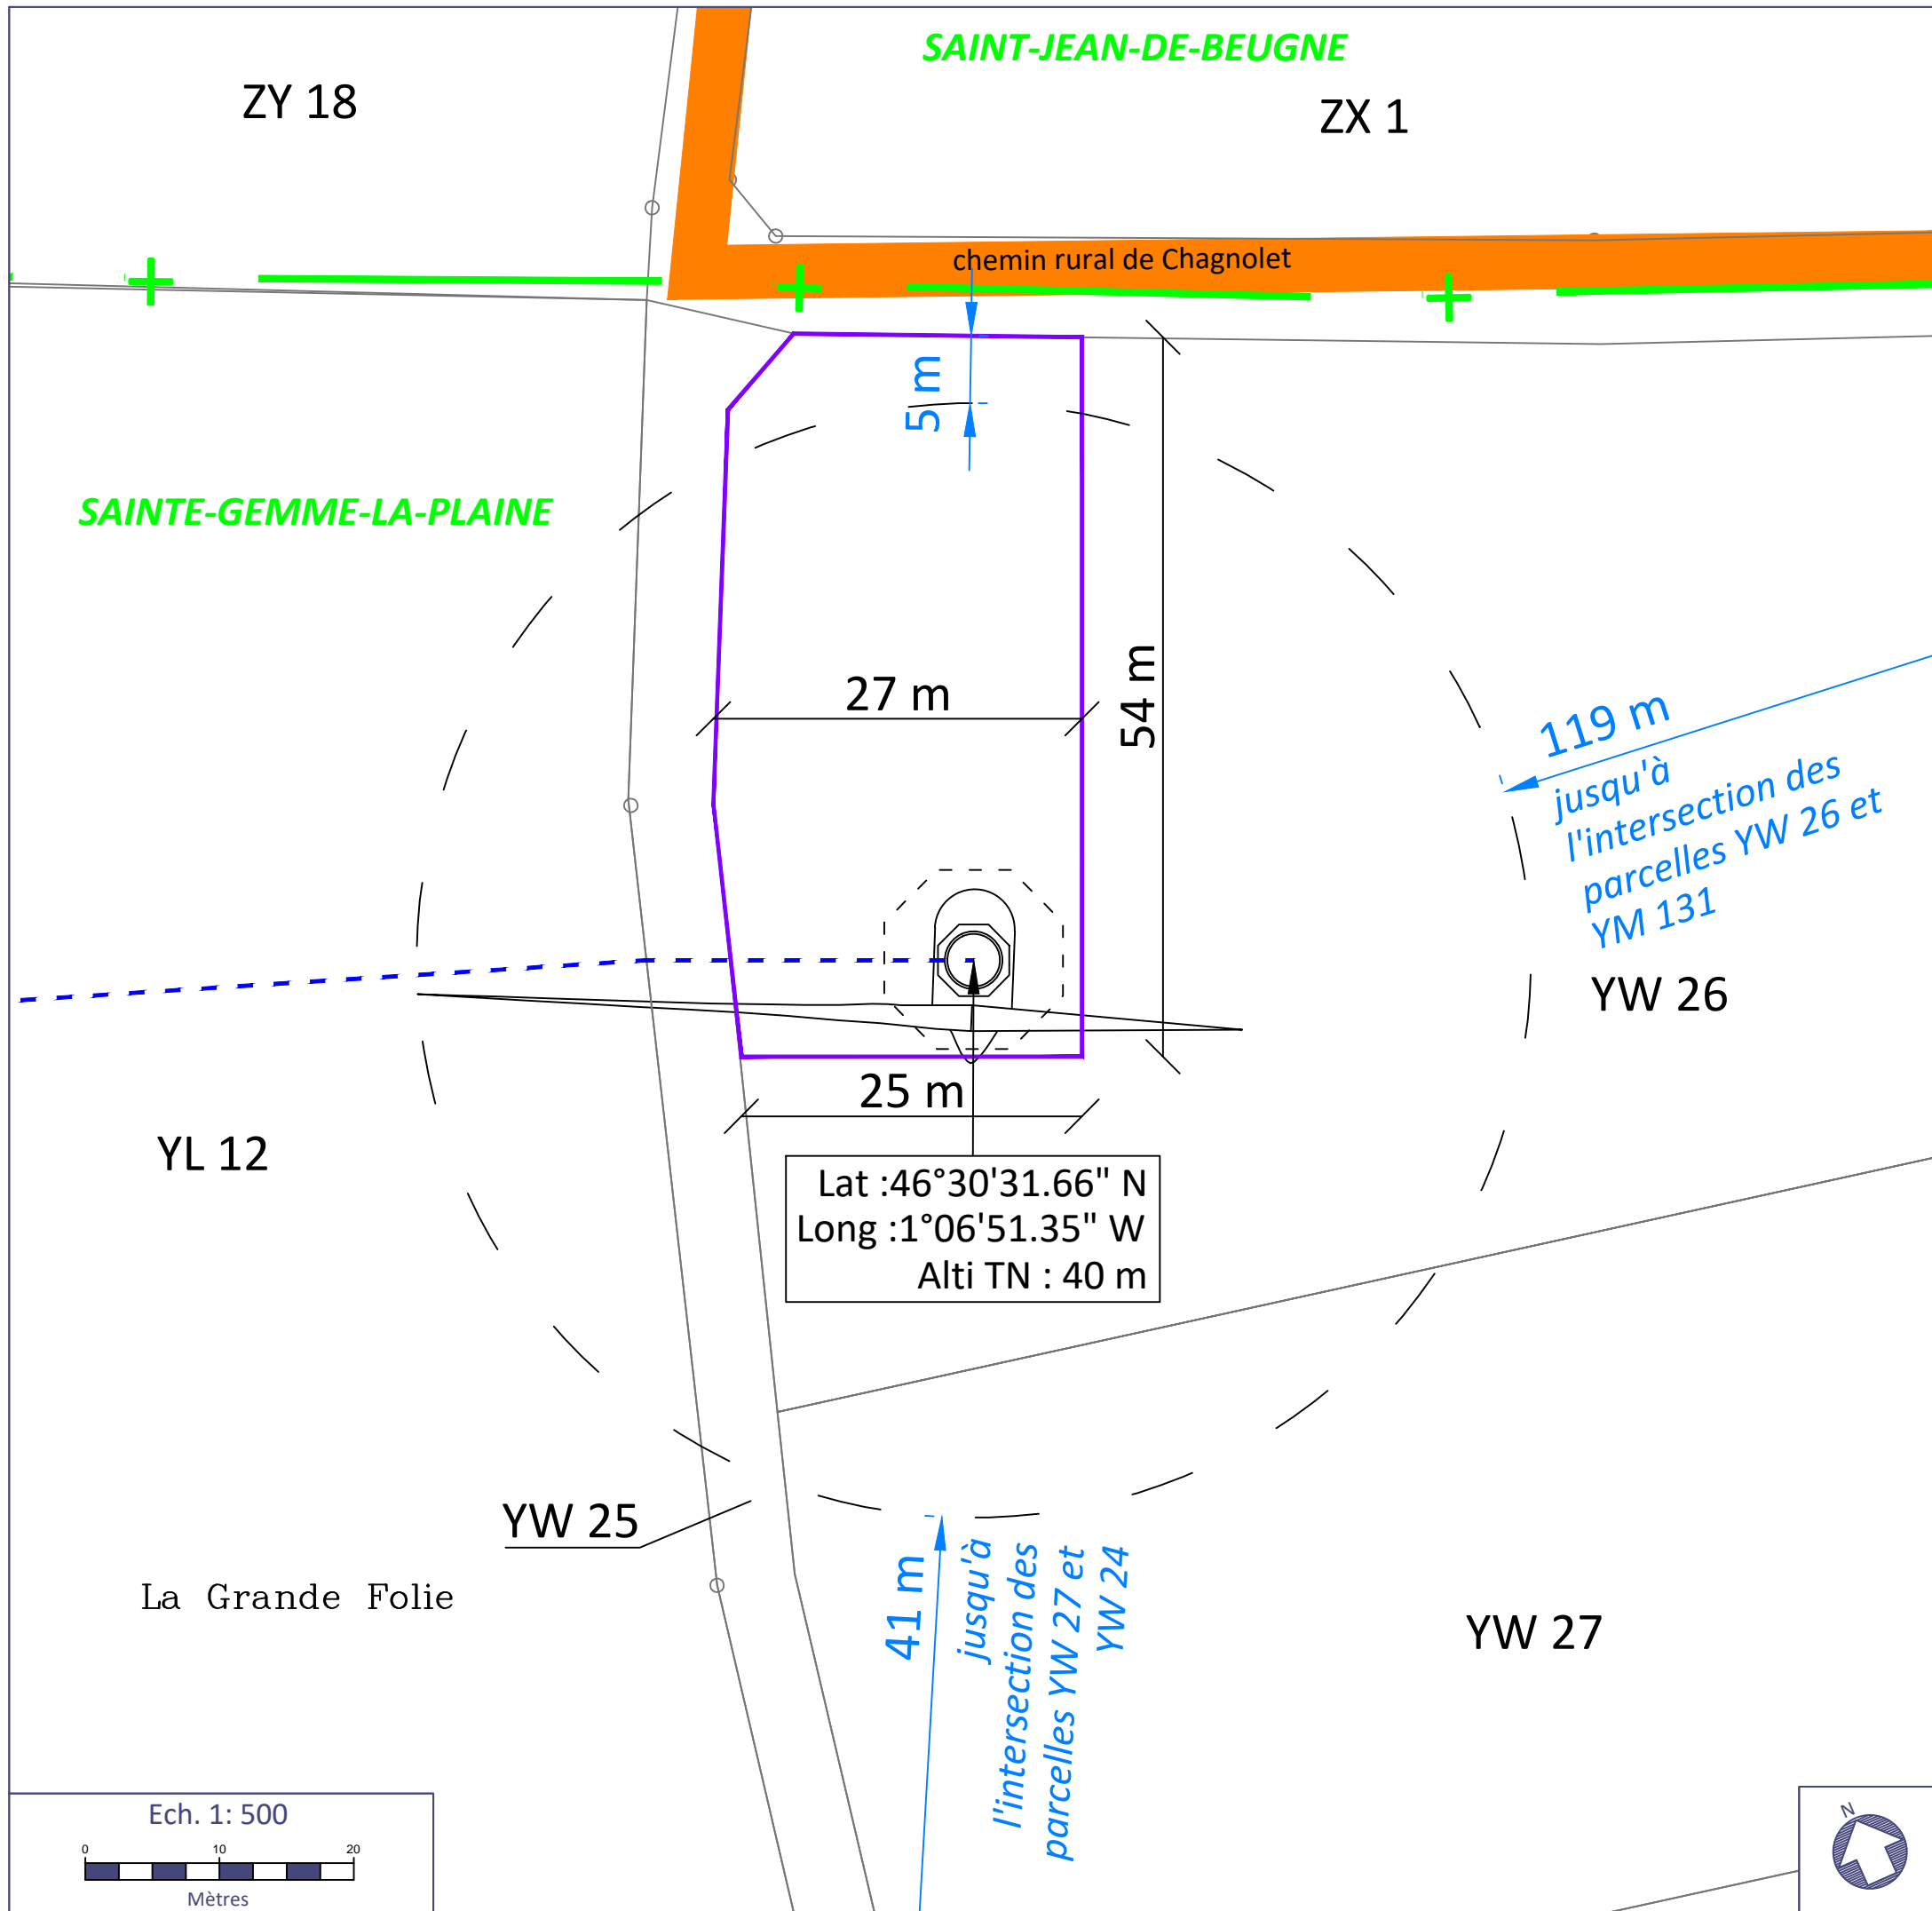 SAINT-JEAN-DE-BEUGNE
ZY 18
ZX 1
chemin rural de Chagnolet
5 m
SAINTE-GEMME-LA-PLAINE
27 m
54 m
119 m
jusqu'à
l'intersection des
parcelles YW 26 et
YM 131
YW 26
25 m
YL 12
Lat :46°30'31.66" N
Long :1°06'51.35" W
Alti TN : 40 m
YW 25
La Grande Folie
41 m
jusqu'à
l'intersection des
parcelles YW 27 et
YW 24
YW 27
Ech. 1: 500
0 10 20
Mètres
N